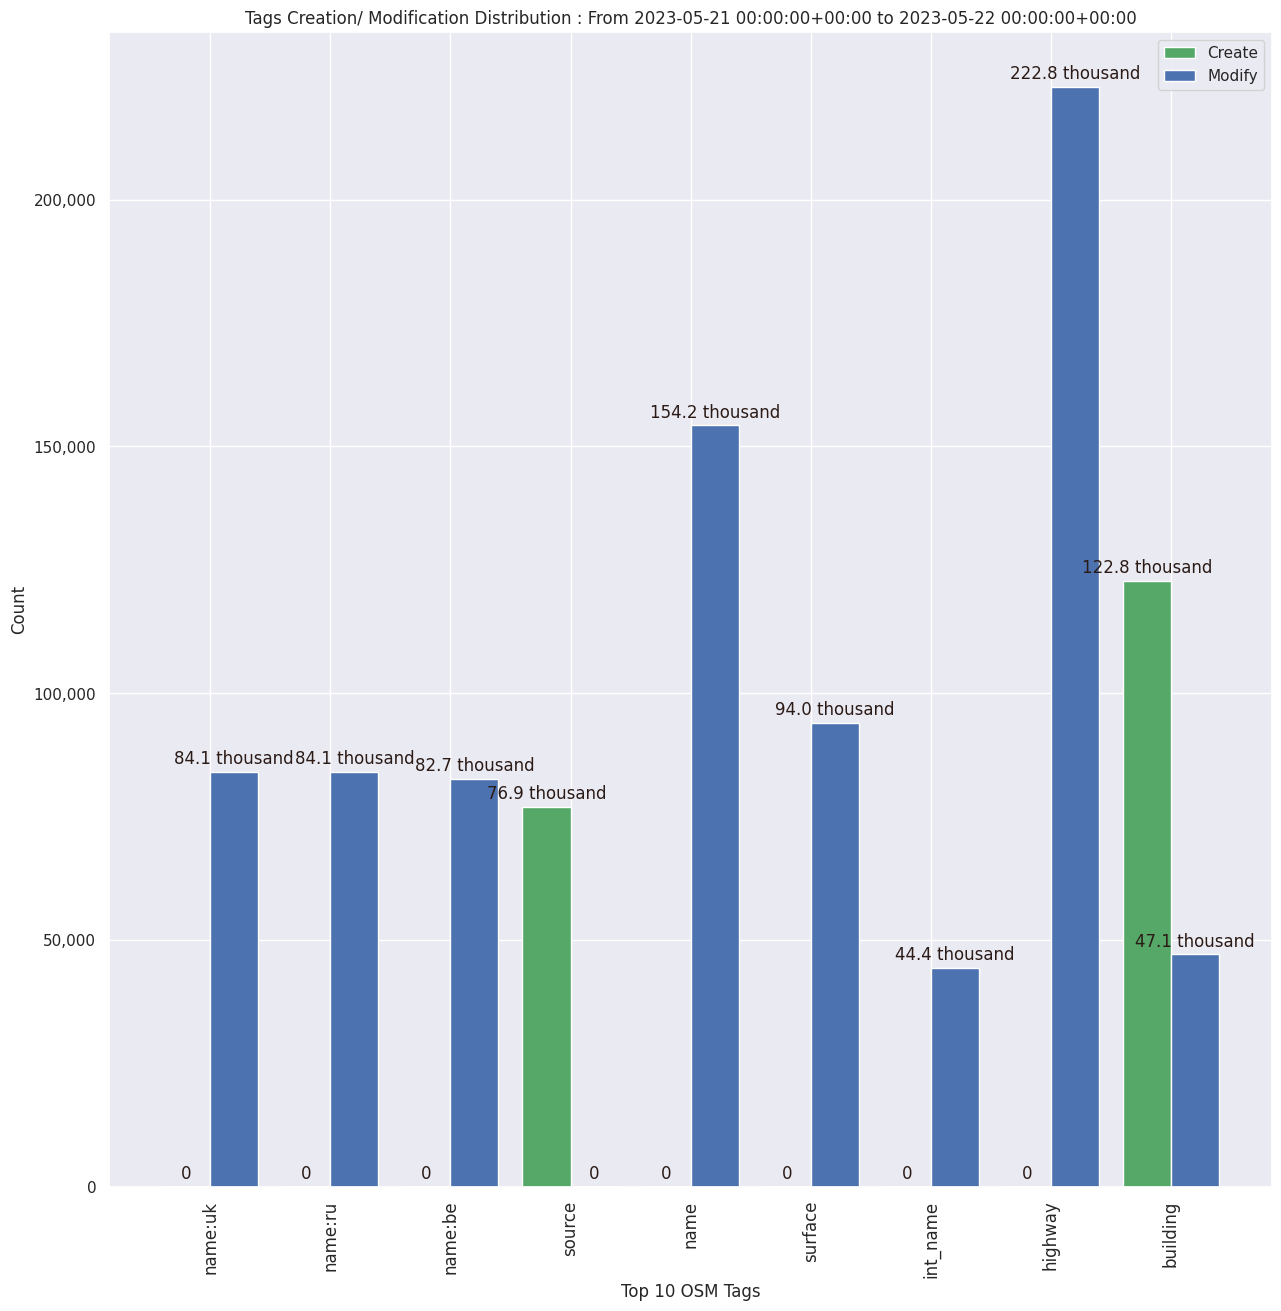 Tags Creation/ Modification Distribution : From 2023-05-21 00:00:00+00:00 to 2023-05-22 00:00:00+00:00
Create
Modify
222.8 thousand
200,000
154.2 thousand
150,000
122.8 thousand
Count
100,000
94.0 thousand
84.1 thousand
84.1 thousand
82.7 thousand
76.9 thousand
50,000
47.1 thousand
44.4 thousand
0
0
0
0
0
0
0
0
0
name:uk
name:ru
name:be
source
name
surface
int_name
highway
building
Top 10 OSM Tags